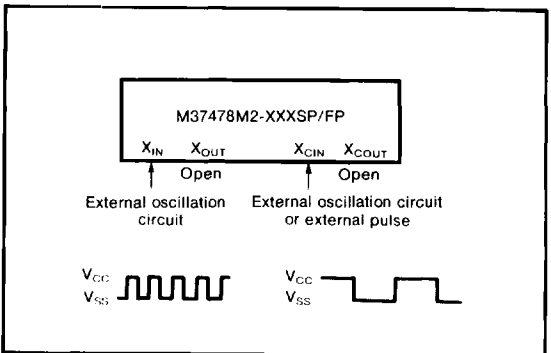 M37478M2-XXXSP/FP
XIN XOUT XCIN XCOUT
Open Open
External oscillation circuit
External oscillation circuit or external pulse
VCC
VSS
VCC
VSS